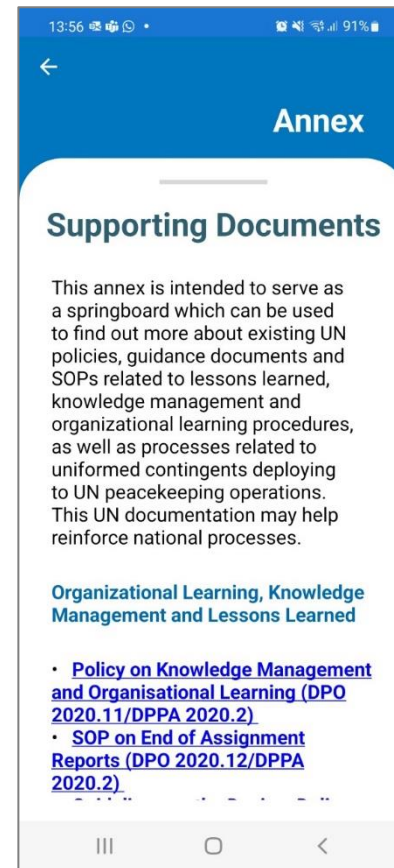 13:56
91%
Annex
Supporting Documents
This annex is intended to serve as
a springboard which can be used
to find out more about existing UN
policies, guidance documents and
SOPs related to lessons learned,
knowledge management and
organizational learning procedures,
as well as processes related to
uniformed contingents deploying
to UN peacekeeping operations.
This UN documentation may help
reinforce national processes.
Organizational Learning, Knowledge
Management and Lessons Learned
• Policy on Knowledge Management
and Organisational Learning (DPO
2020.11/DPPA 2020.2)
• SOP on End of Assignment
Reports (DPO 2020.12/DPPA
2020.2)